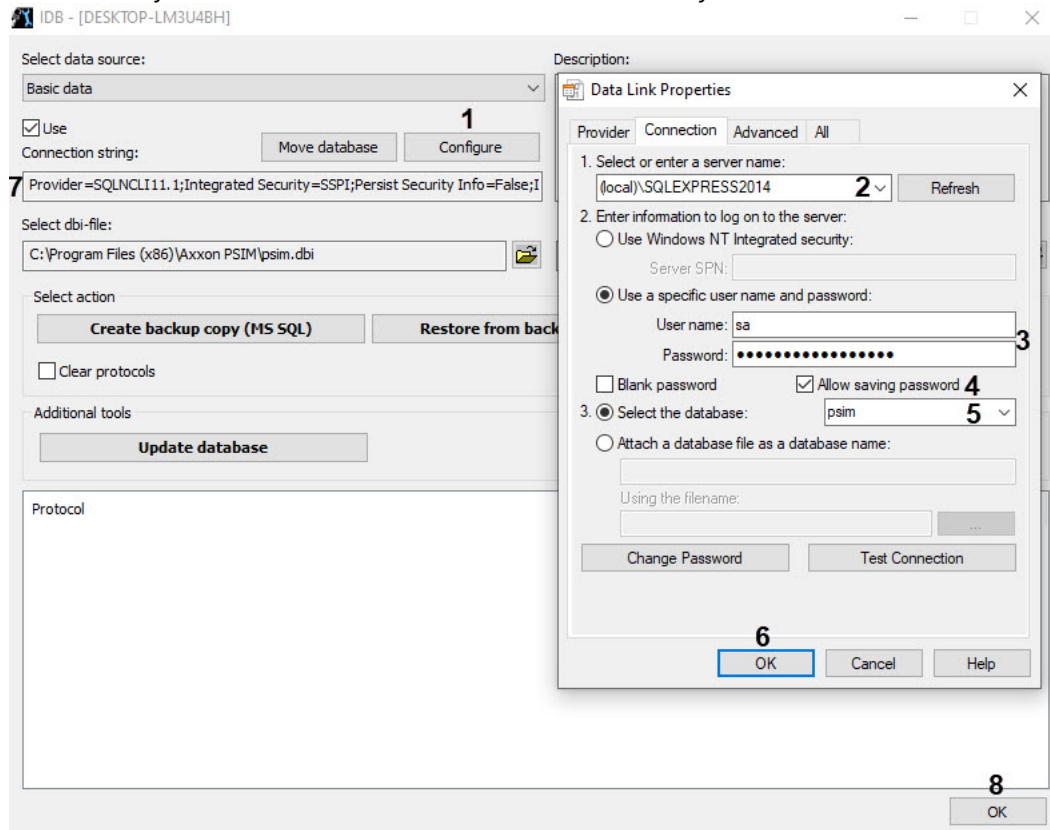 IDB - [DESKTOP-LM3U4BH]
Select data source:
Description:
Basic data
Use
Connection string:
Move database
1
Configure
7
Provider=SQLNCLI11.1;Integrated Security=SSPI;Persist Security Info=False;I
Select dbi-file:
C:\Program Files (x86)\Axxon PSIM\psim.dbi
Select action
Create backup copy (MS SQL)
Restore from back
Clear protocols
Additional tools
Update database
Protocol
Data Link Properties
Provider Connection Advanced All
1. Select or enter a server name:
(local)\SQLEXPRESS2014 2
Refresh
2. Enter information to log on to the server:
Use Windows NT Integrated security:
Server SPN:
Use a specific user name and password:
User name: sa
3
Password: •••••••••••••••••
Blank password
Allow saving password 4
3. Select the database:
psim 5
Attach a database file as a database name:
Using the filename:
...
Change Password
Test Connection
6
OK
Cancel
Help
8
OK